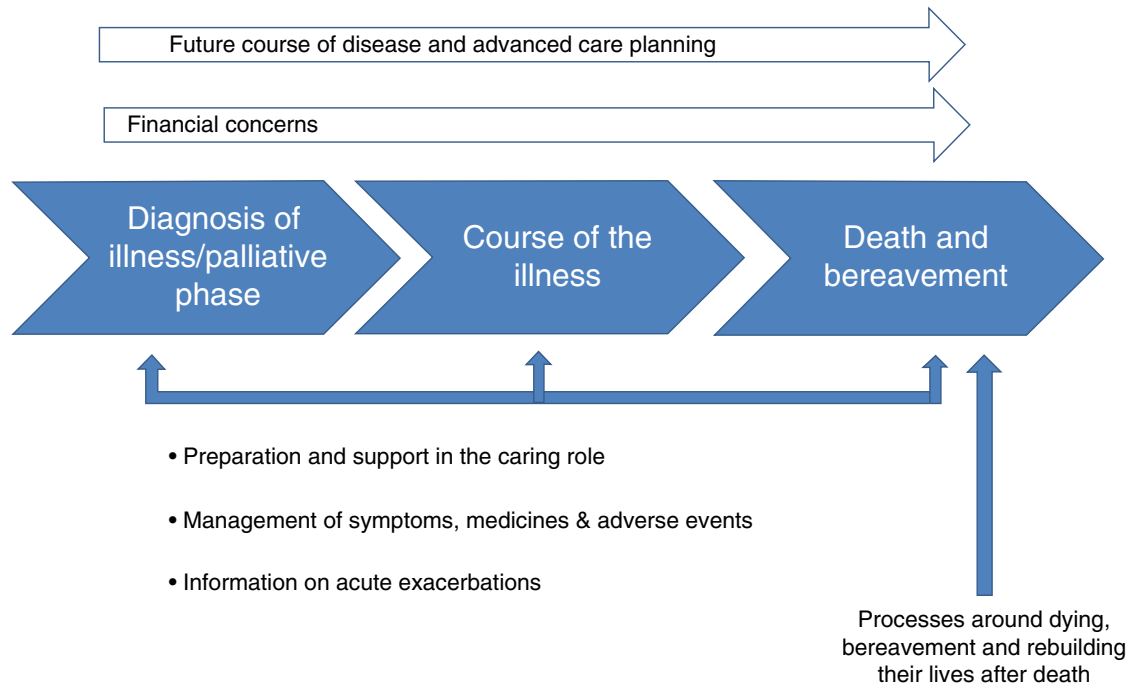 Future course of disease and advanced care planning
Financial concerns
Diagnosis of
illness/palliative
phase
Course of the
illness
Death and
bereavement
• Preparation and support in the caring role
• Management of symptoms, medicines & adverse events
• Information on acute exacerbations
Processes around dying,
bereavement and rebuilding
their lives after death